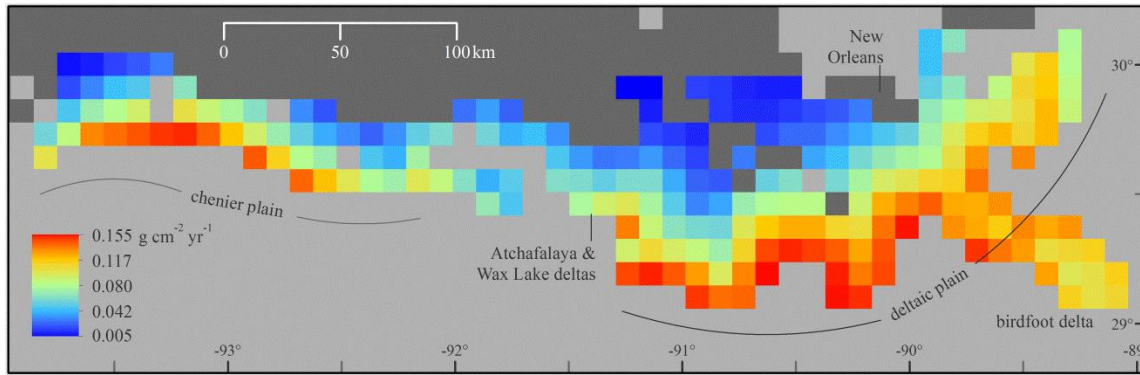 0 50 100 km
New
Orleans
30°
chenier plain
0.155 g cm⁻² yr⁻¹
0.117
0.080
0.042
0.005
Atchafalaya &
Wax Lake deltas
deltaic plain
birdfoot delta
29°
-93° -92° -91° -90° -89